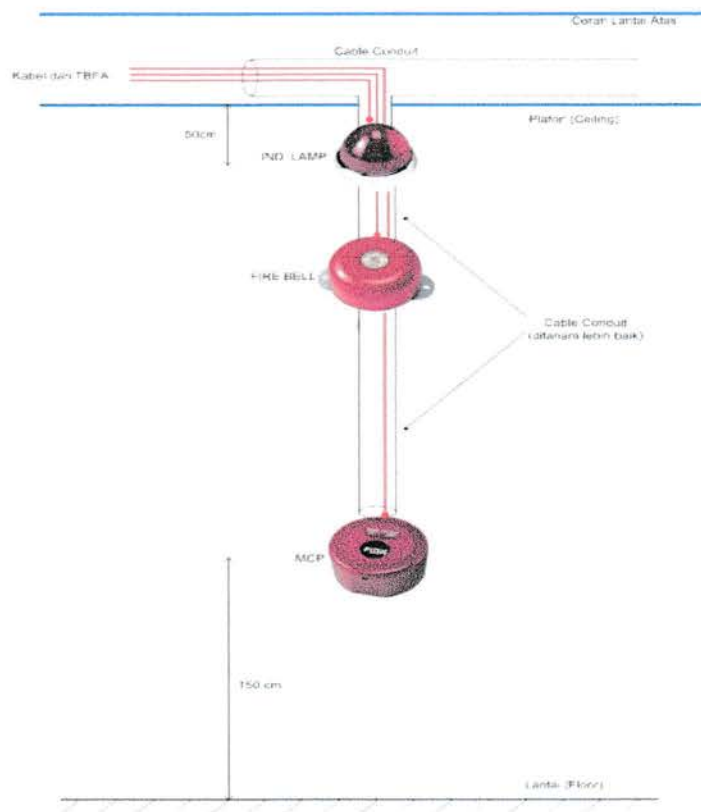 Coran Lantai Atas
Cable Conduit
Kabel dari TBFA
Plafon (Ceiling)
50cm
IND. LAMP
FIRE BELL
Cable Conduit
(ditanam lebih baik)
MCP
150 cm
Lantai (Floor)